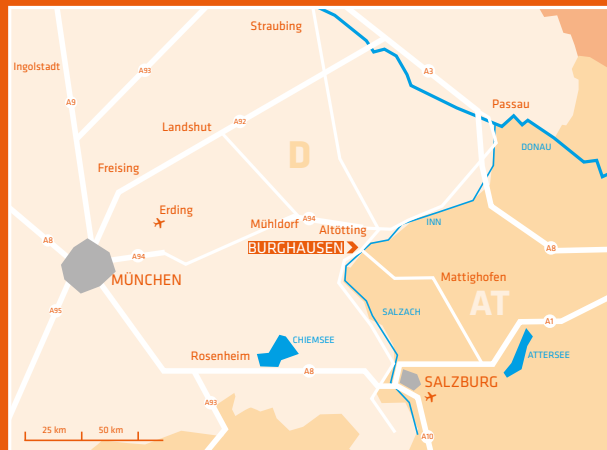 Straubing
Ingolstadt
A93
A3
A9
Passau
A92
Landshut
DONAU
D
Freising
Erding
Mühldorf
A94
Altötting
INN
A8
BURGHAUSEN
A8
A94
MÜNCHEN
Mattighofen
AT
A95
SALZACH
A1
CHIEMSEE
Rosenheim
ATTERSEE
A8
SALZBURG
A93
25 km
50 km
A10